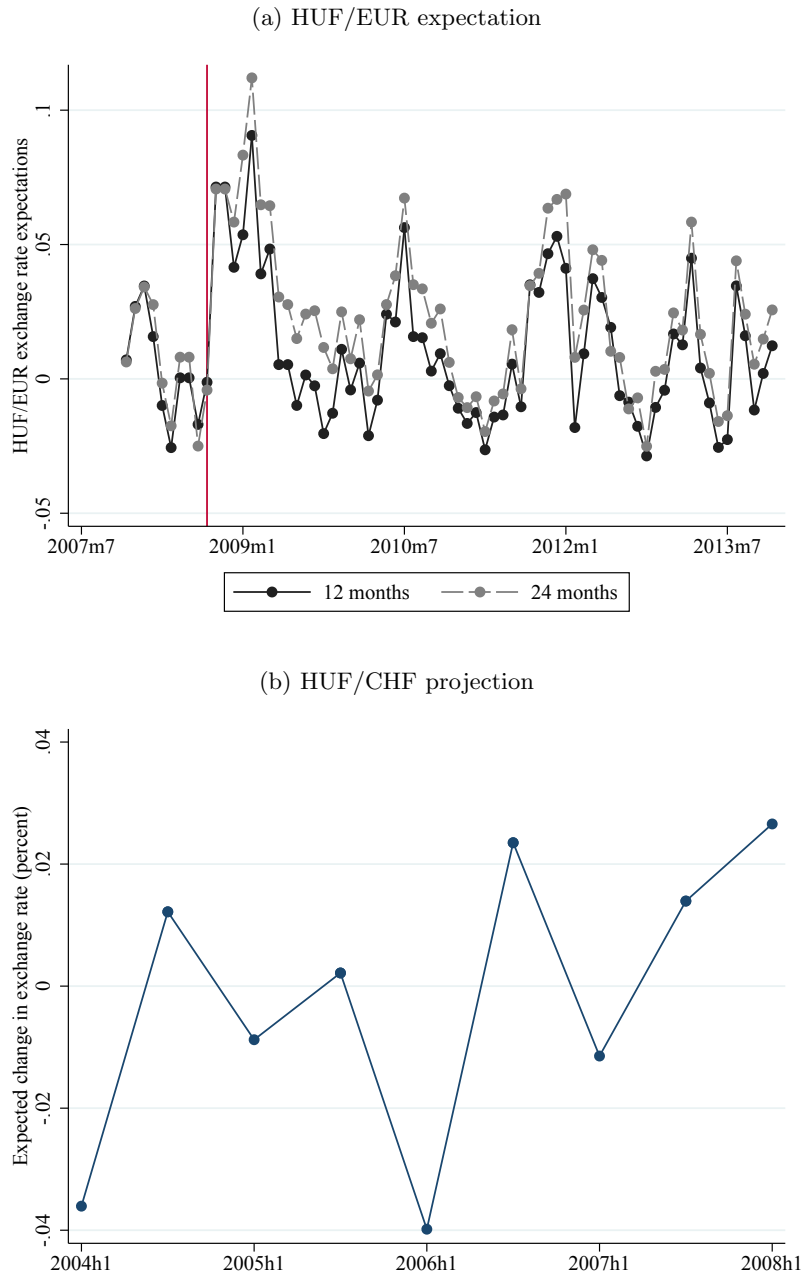 (a) HUF/EUR expectation
HUF/EUR exchange rate expectations
.1
.05
0
-.05
2007m7 2009m1 2010m7 2012m1 2013m7
12 months 24 months
(b) HUF/CHF projection
Expected change in exchange rate (percent)
.04
.02
0
-.02
-.04
2004h1 2005h1 2006h1 2007h1 2008h1